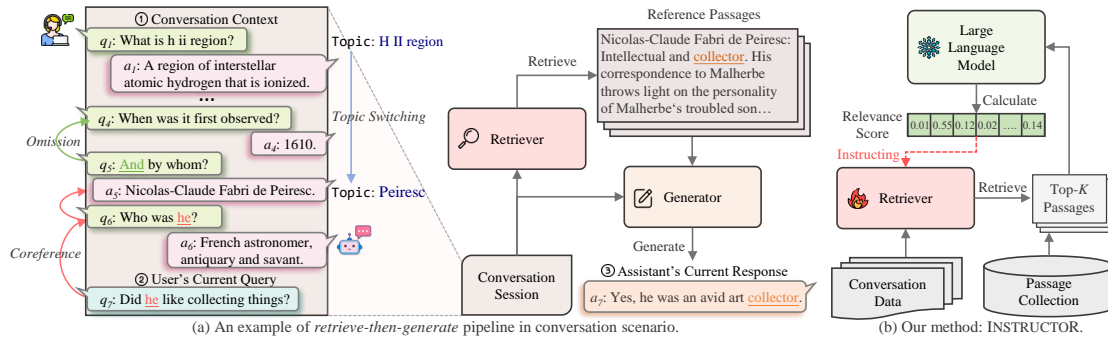 ① Conversation Context
q1: What is h ii region?
a1: A region of interstellar
atomic hydrogen that is ionized.
...
q4: When was it first observed?
a4: 1610.
Omission
q5: And by whom?
a5: Nicolas-Claude Fabri de Peiresc.
q6: Who was he?
a6: French astronomer,
antiquary and savant.
Coreference
② User's Current Query
q7: Did he like collecting things?
Topic: H II region
Topic Switching
Topic: Peiresc
Reference Passages
Nicolas-Claude Fabri de Peiresc:
Intellectual and collector. His
correspondence to Malherbe
throws light on the personality
of Malherbe‘s troubled son…
Retrieve
Retriever
Generator
Generate
Conversation
Session
③ Assistant's Current Response
a7: Yes, he was an avid art collector.
(a) An example of retrieve-then-generate pipeline in conversation scenario.
Large
Language
Model
Calculate
Relevance
Score
0.01 0.55 0.12 0.02 …. 0.14
Instructing
Retriever
Retrieve
Top-K
Passages
Conversation
Data
Passage
Collection
(b) Our method: INSTRUCTOR.